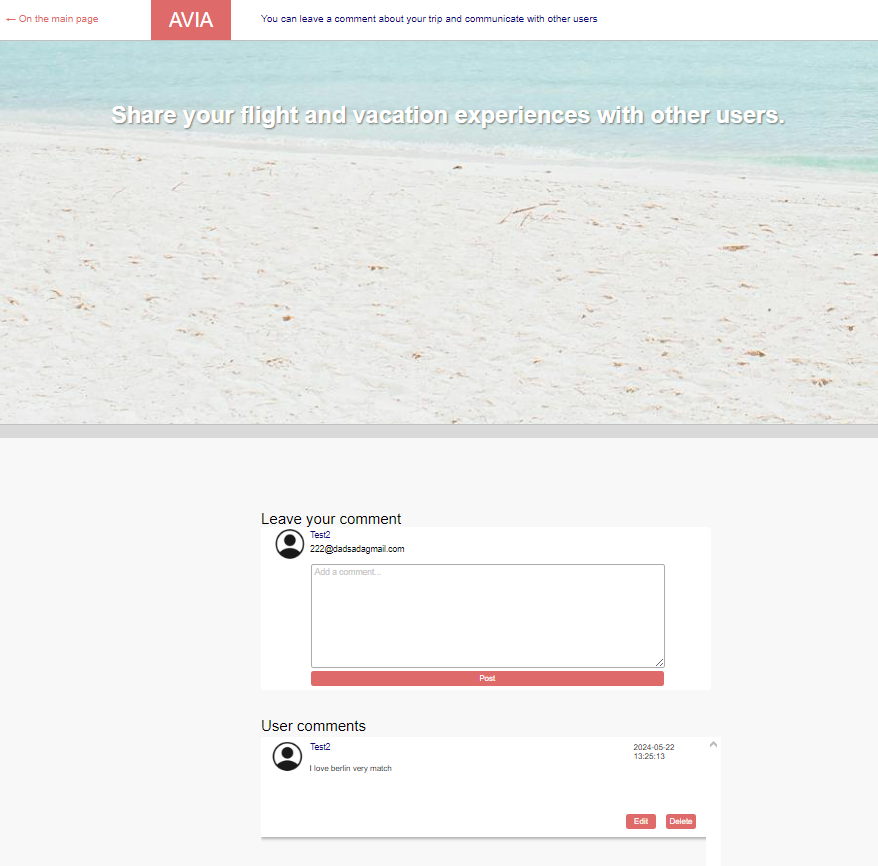 ← On the main page
AVIA
You can leave a comment about your trip and communicate with other users
Share your flight and vacation experiences with other users.
Leave your comment
Test2
222@dadsadagmail.com
Add a comment...
Post
User comments
Test2
2024-05-22
13:25:13
I love berlin very match
Edit
Delete